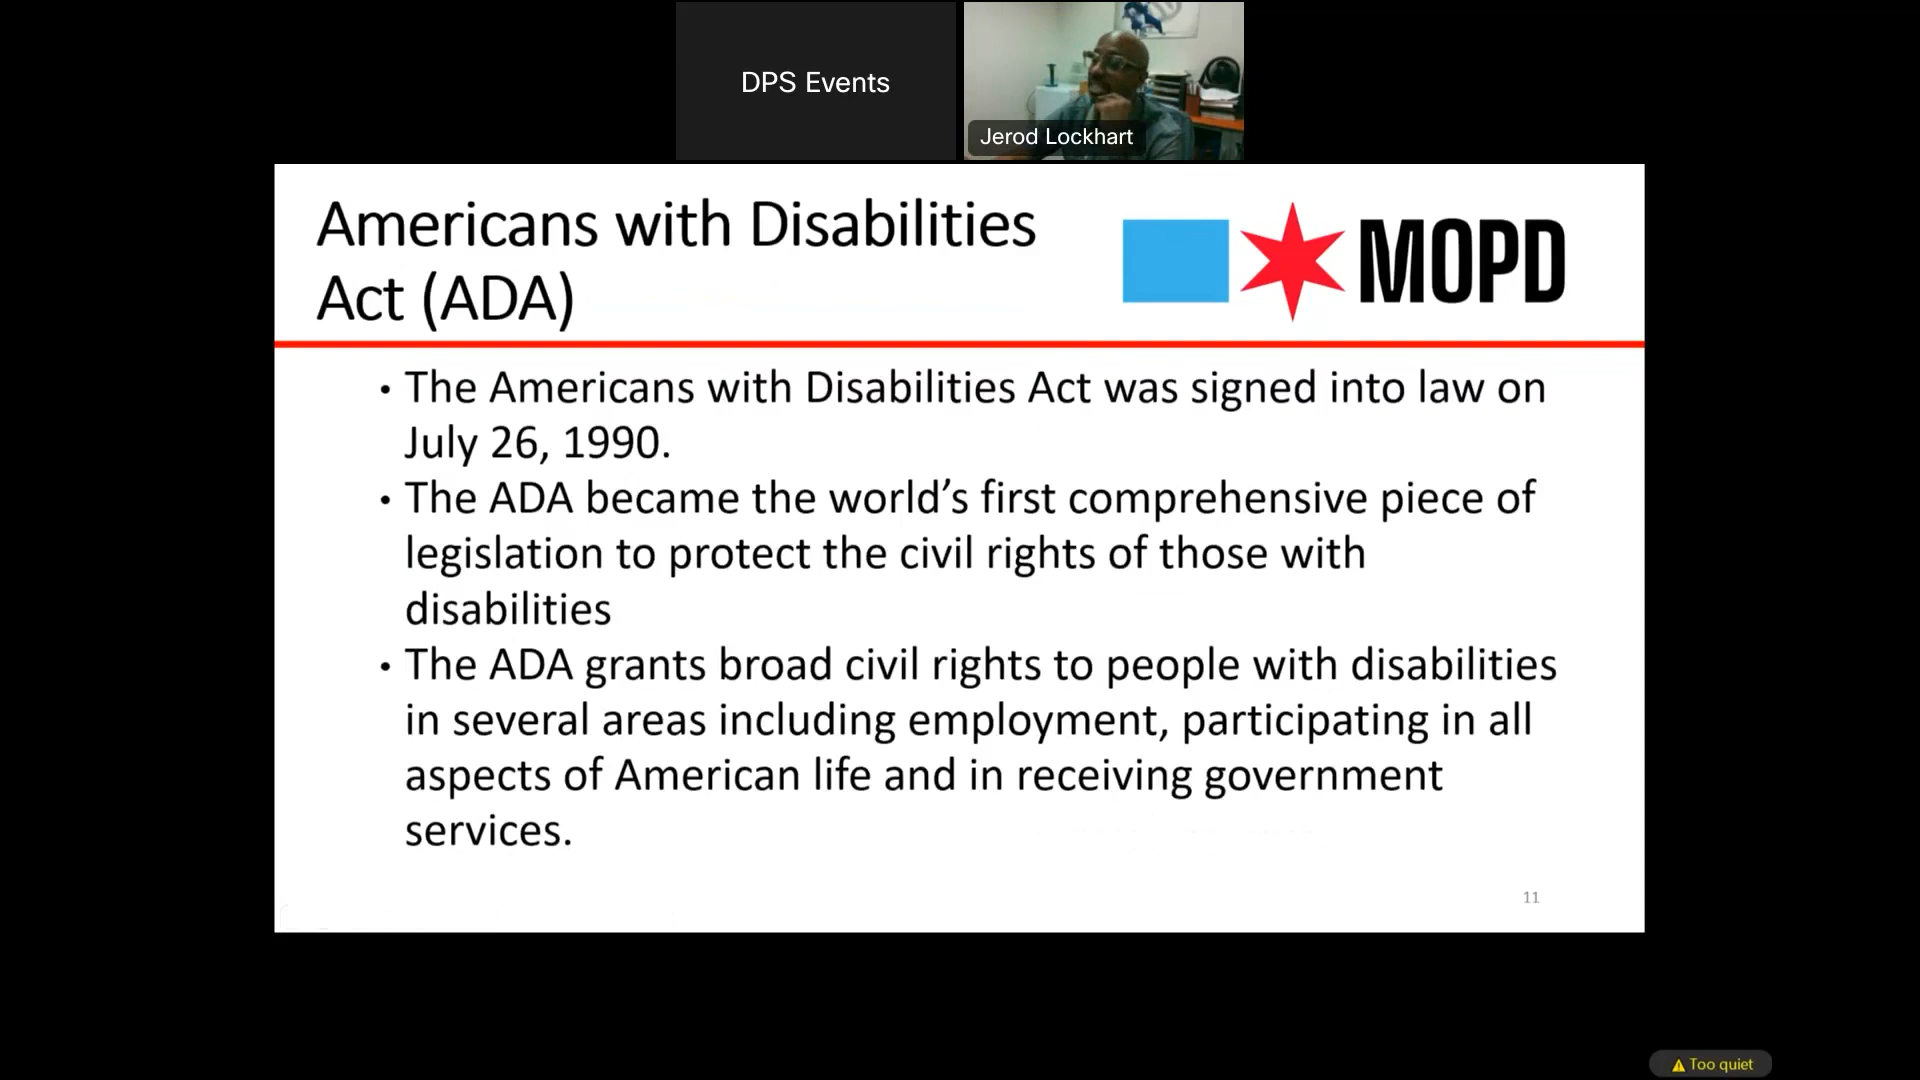 DPS Events
Jerod Lockhart
Americans with Disabilities
Act (ADA)
MOPD
• The Americans with Disabilities Act was signed into law on
July 26, 1990.
• The ADA became the world’s first comprehensive piece of
legislation to protect the civil rights of those with
disabilities
• The ADA grants broad civil rights to people with disabilities
in several areas including employment, participating in all
aspects of American life and in receiving government
services.
11
Too quiet